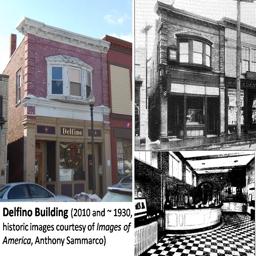 Delfino
Delfino Building (2010 and ~ 1930,
historic images courtesy of Images of
America, Anthony Sammarco)